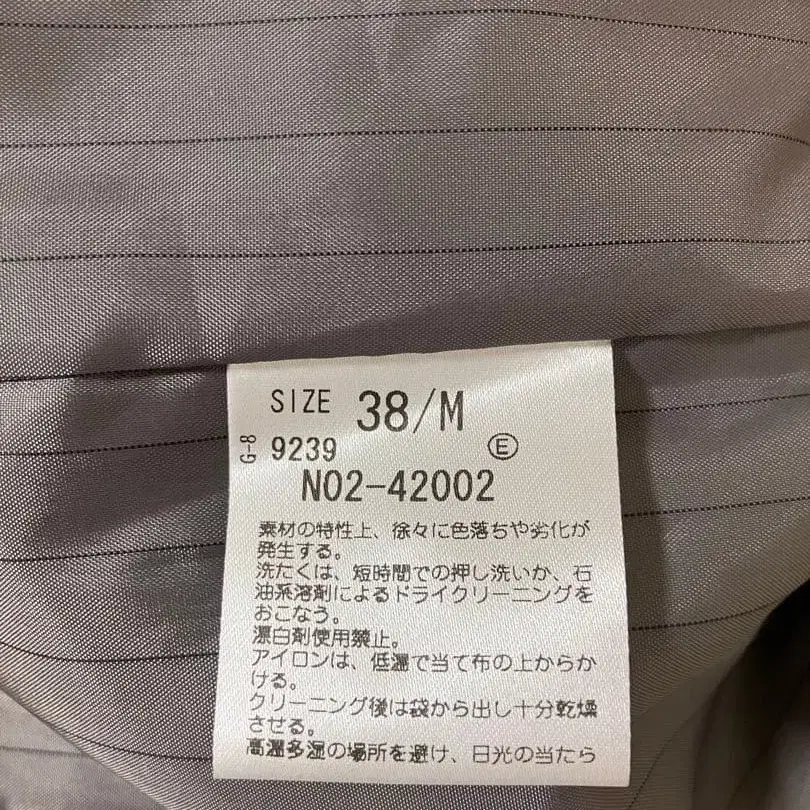 SIZE 38/M
G-8 9239 Ⓔ
N02-42002
素材の特性上、徐々に色落ちや劣化が
発生する。
洗たくは、短時間での押し洗いか、石
油系溶剤によるドライクリーニングを
おこなう。
漂白剤使用禁止。
アイロンは、低温で当て布の上からか
ける。
クリーニング後は袋から出し十分乾燥
させる。
高温多湿の場所を避け、日光の当たら